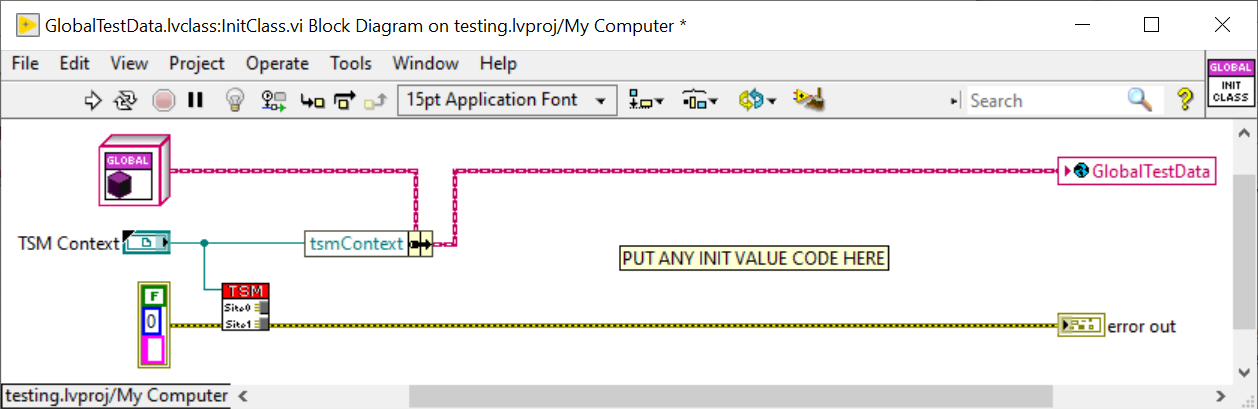 GlobalTestData.lvclass:InitClass.vi Block Diagram on testing.lvproj/My Computer *
File Edit View Project Operate Tools Window Help
15pt Application Font
Search
?
GLOBAL
INIT
CLASS
GLOBAL
GlobalTestData
TSM Context
tsmContext
PUT ANY INIT VALUE CODE HERE
TSM
Site0
Site1
F
0
error out
testing.lvproj/My Computer